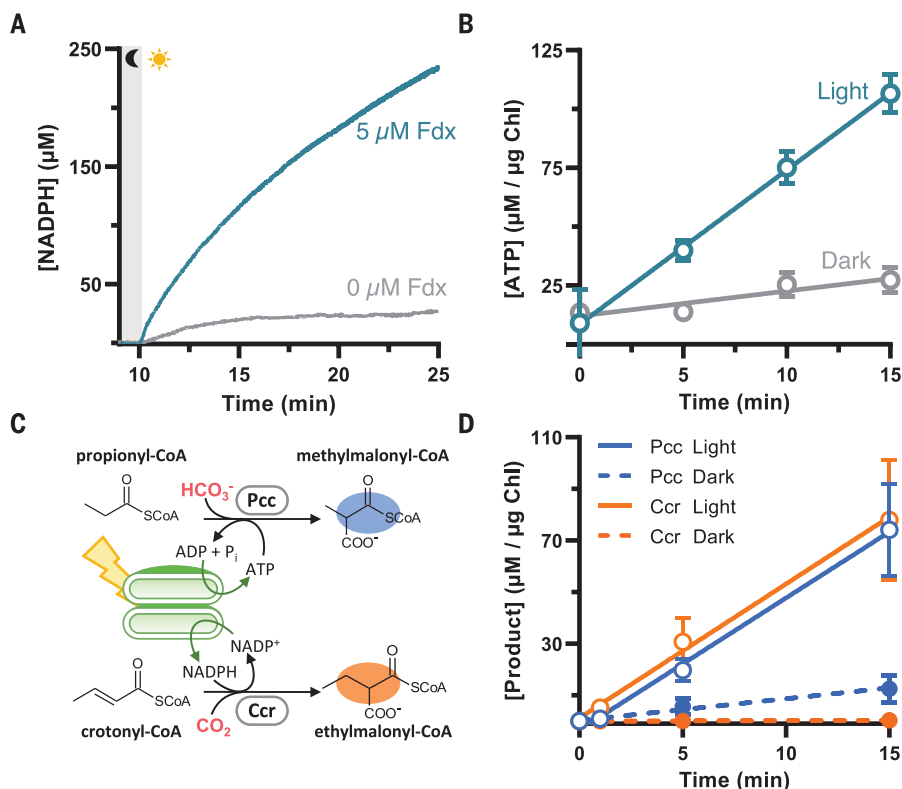 A
250
150
50
[NADPH] (μM)
5 μM Fdx
0 μM Fdx
10
15
20
25
Time (min)
B
125
75
25
[ATP] (μM / μg Chl)
Light
Dark
0
5
10
15
Time (min)
C
propionyl-CoA
methylmalonyl-CoA
HCO₃⁻
Pcc
O
SCoA
O
SCoA
COO⁻
ADP + Pᵢ
ATP
NADP⁺
NADPH
O
SCoA
O
SCoA
COO⁻
CO₂
Ccr
crotonyl-CoA
ethylmalonyl-CoA
D
110
70
30
[Product] (μM / μg Chl)
Pcc Light
Pcc Dark
Ccr Light
Ccr Dark
0
5
10
15
Time (min)